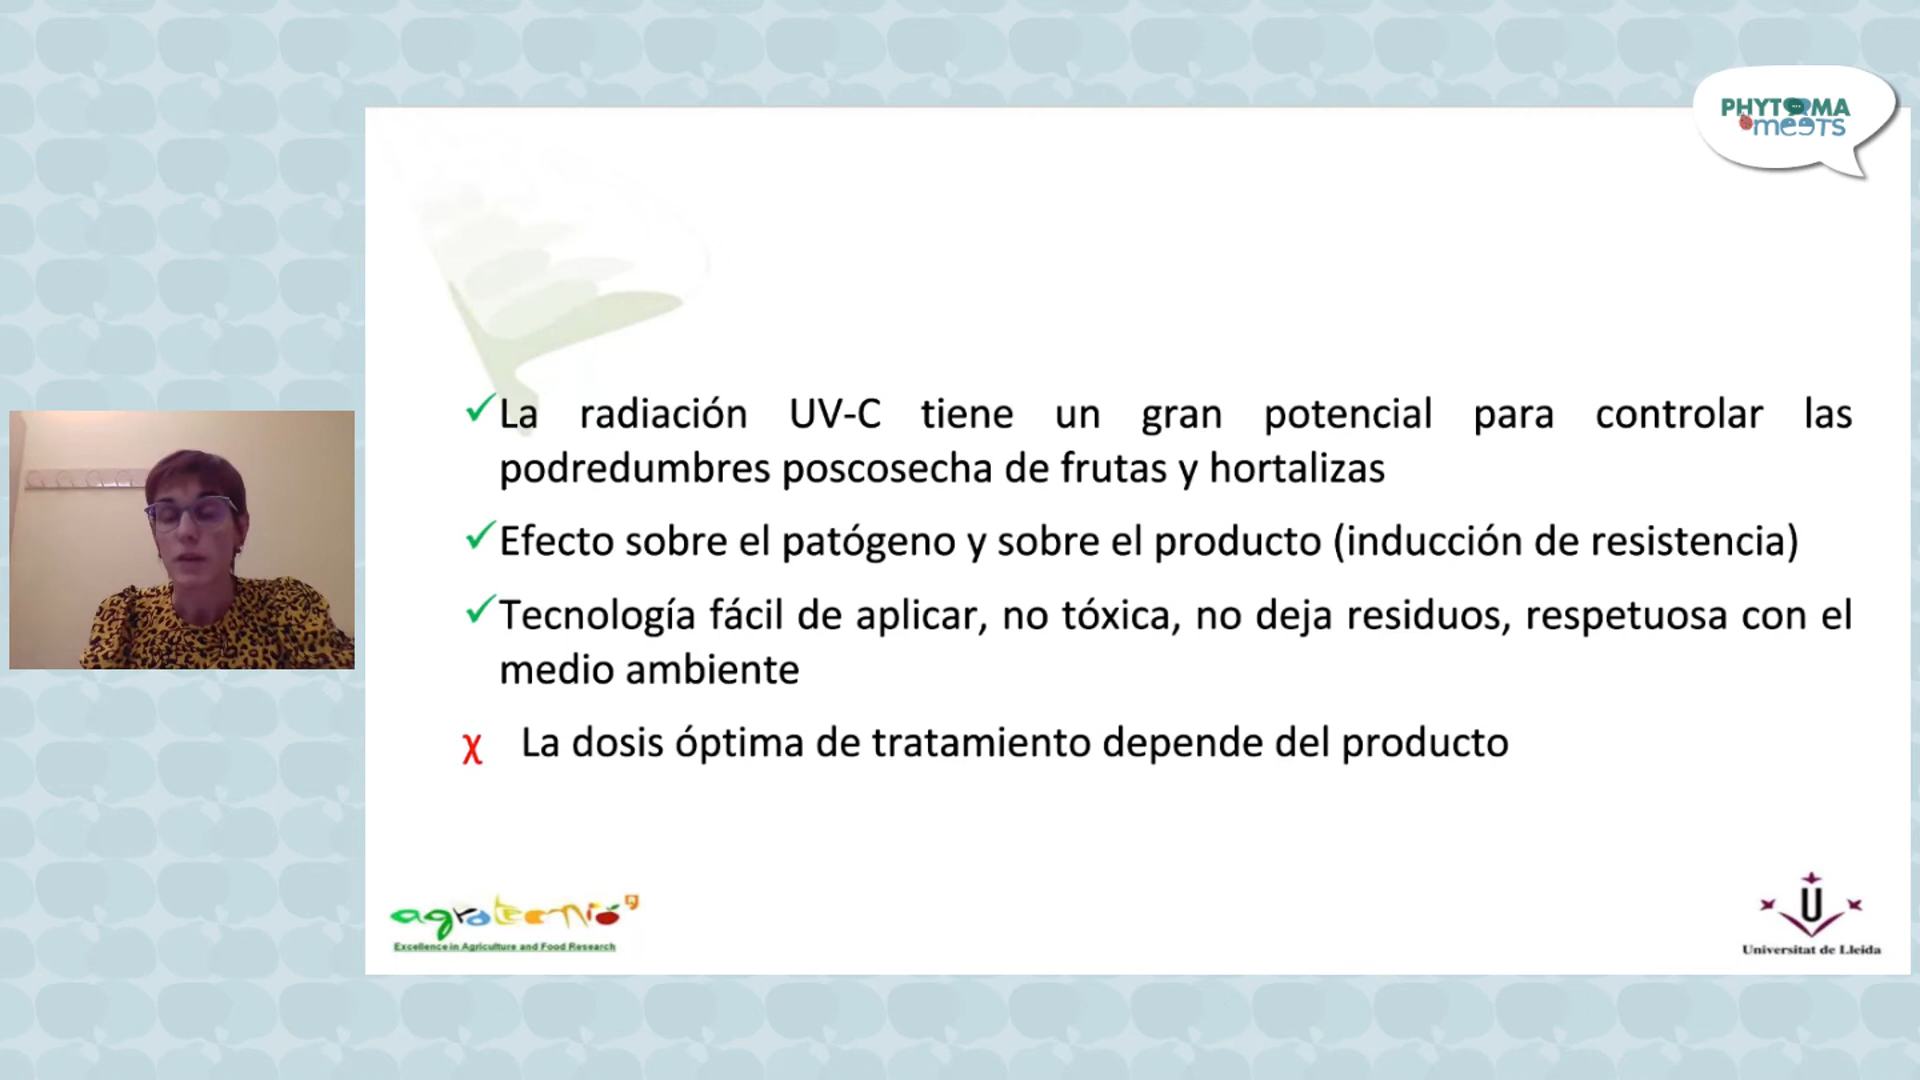 PHYTOMA
meets
✓La radiación UV-C tiene un gran potencial para controlar las
podredumbres poscosecha de frutas y hortalizas
✓Efecto sobre el patógeno y sobre el producto (inducción de resistencia)
✓Tecnología fácil de aplicar, no tóxica, no deja residuos, respetuosa con el
medio ambiente
χ La dosis óptima de tratamiento depende del producto
agrotecnio
Excellence in Agriculture and Food Research
U
Universitat de Lleida